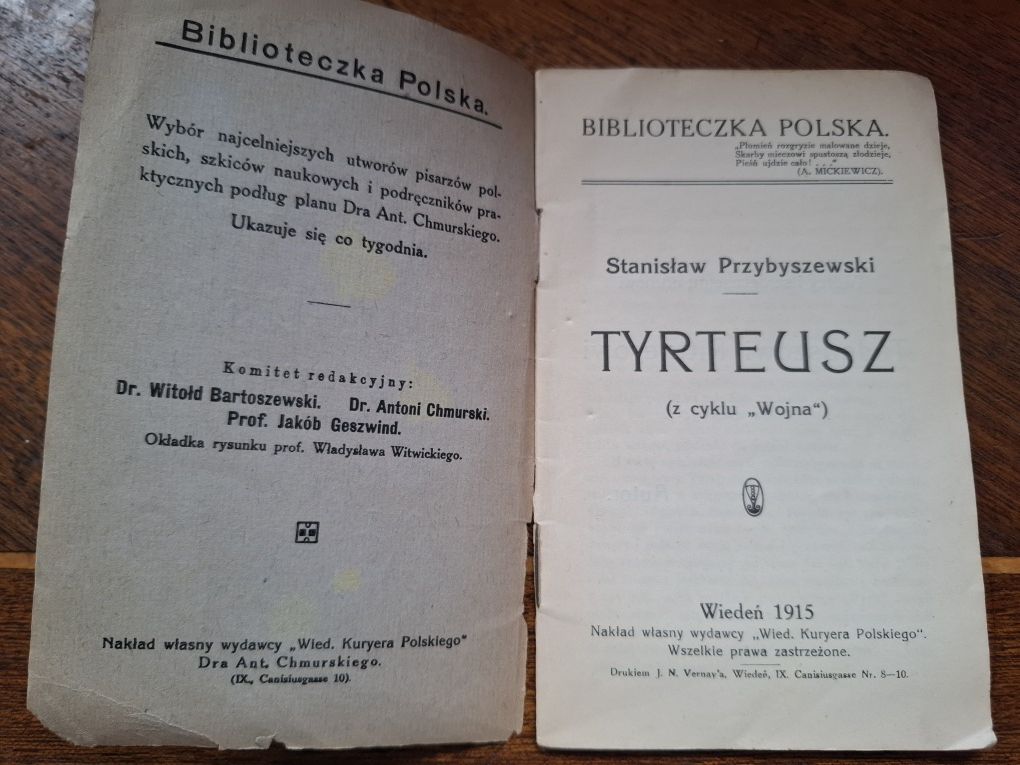 Biblioteczka Polska.
Wybór najcelniejszych utworów pisarzów pol-
skich, szkiców naukowych i podręczników pra-
ktycznych podług planu Dra Ant. Chmurskiego.
Ukazuje się co tygodnia.
Komitet redakcyjny:
Dr. Witołd Bartoszewski. Dr. Antoni Chmurski.
Prof. Jakób Geszwind.
Okładka rysunku prof. Władysława Witwickiego.
Nakład własny wydawcy „Wied. Kuryera Polskiego"
Dra Ant. Chmurskiego.
(IX., Canisiusgasse 10).
BIBLIOTECZKA POLSKA.
„Płomień rozgryzie malowane dzieje,
Skarby mieczowi spustoszą złodzieje,
Pieśń ujdzie cało! . . ."
(A. MICKIEWICZ).
Stanisław Przybyszewski
TYRTEUSZ
(z cyklu „Wojna")
Wiedeń 1915
Nakład własny wydawcy „Wied. Kuryera Polskiego".
Wszelkie prawa zastrzeżone.
Drukiem J. N. Vernay'a, Wiedeń, IX. Canisiusgasse Nr. 8—10.